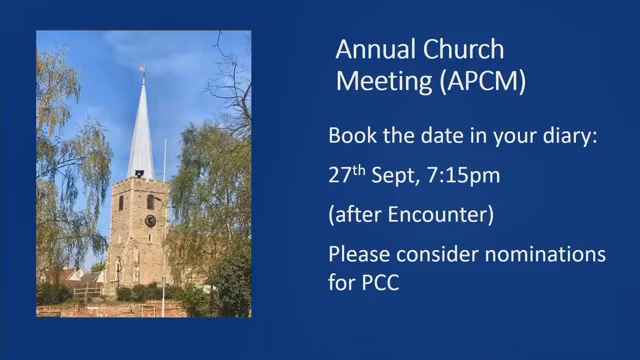 Annual Church
Meeting (APCM)
Book the date in your diary:
27th Sept, 7:15pm
(after Encounter)
Please consider nominations
for PCC